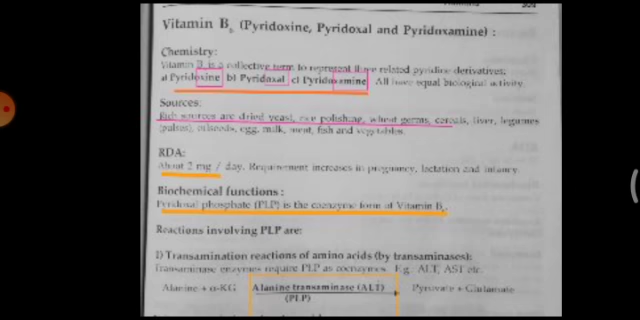 Vitamin B₆ (Pyridoxine, Pyridoxal and Pyridoxamine) :
Chemistry:
Vitamin B₆ is a collective term to represent three related pyridine derivatives;
a) Pyridoxine b) Pyridoxal c) Pyridoxamine All have equal biological activity.
Sources:
Rich sources are dried yeast, rice polishing, wheat germs, cereals, liver, legumes
(pulses), oilseeds, egg, milk, meat, fish and vegetables.
RDA:
About 2 mg / day. Requirement increases in pregnancy, lactation and infancy.
Biochemical functions :
Pyridoxal phosphate (PLP) is the coenzyme form of Vitamin B₆.
Reactions involving PLP are:
1) Transamination reactions of amino acids (by transaminases):
Transaminase enzymes require PLP as coenzymes. Eg. ALT, AST etc.
Alanine + α-KG Alanine transaminase (ALT) Pyruvate + Glutamate
(PLP)